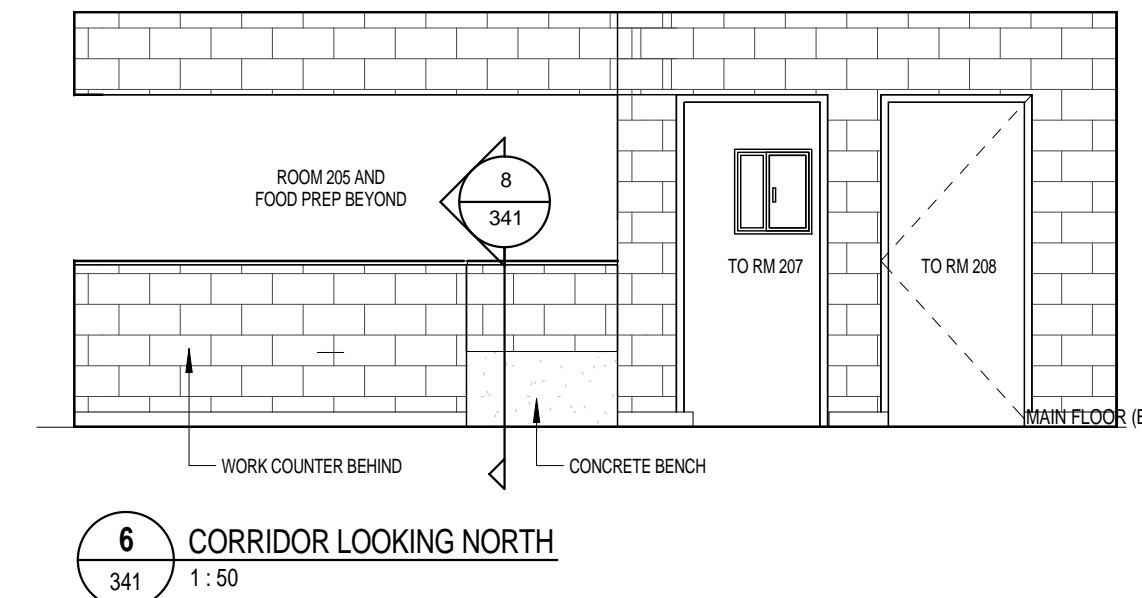 ROOM 205 AND
FOOD PREP BEYOND
8
341
TO RM 207
TO RM 208
MAIN FLOOR (E
WORK COUNTER BEHIND
CONCRETE BENCH
6
341
CORRIDOR LOOKING NORTH
1 : 50